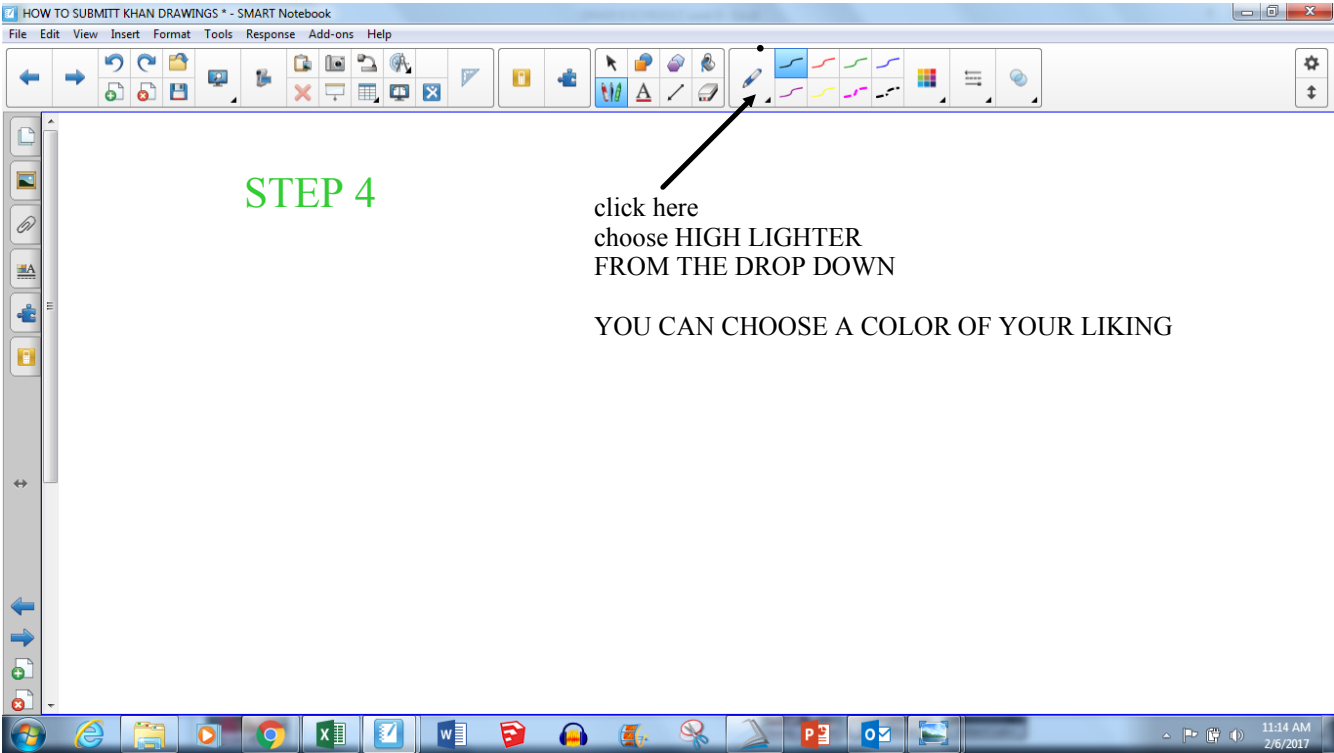 HOW TO SUBMITT KHAN DRAWINGS * - SMART Notebook
File Edit View Insert Format Tools Response Add-ons Help
STEP 4
click here
choose HIGH LIGHTER
FROM THE DROP DOWN
YOU CAN CHOOSE A COLOR OF YOUR LIKING
11:14 AM
2/6/2017